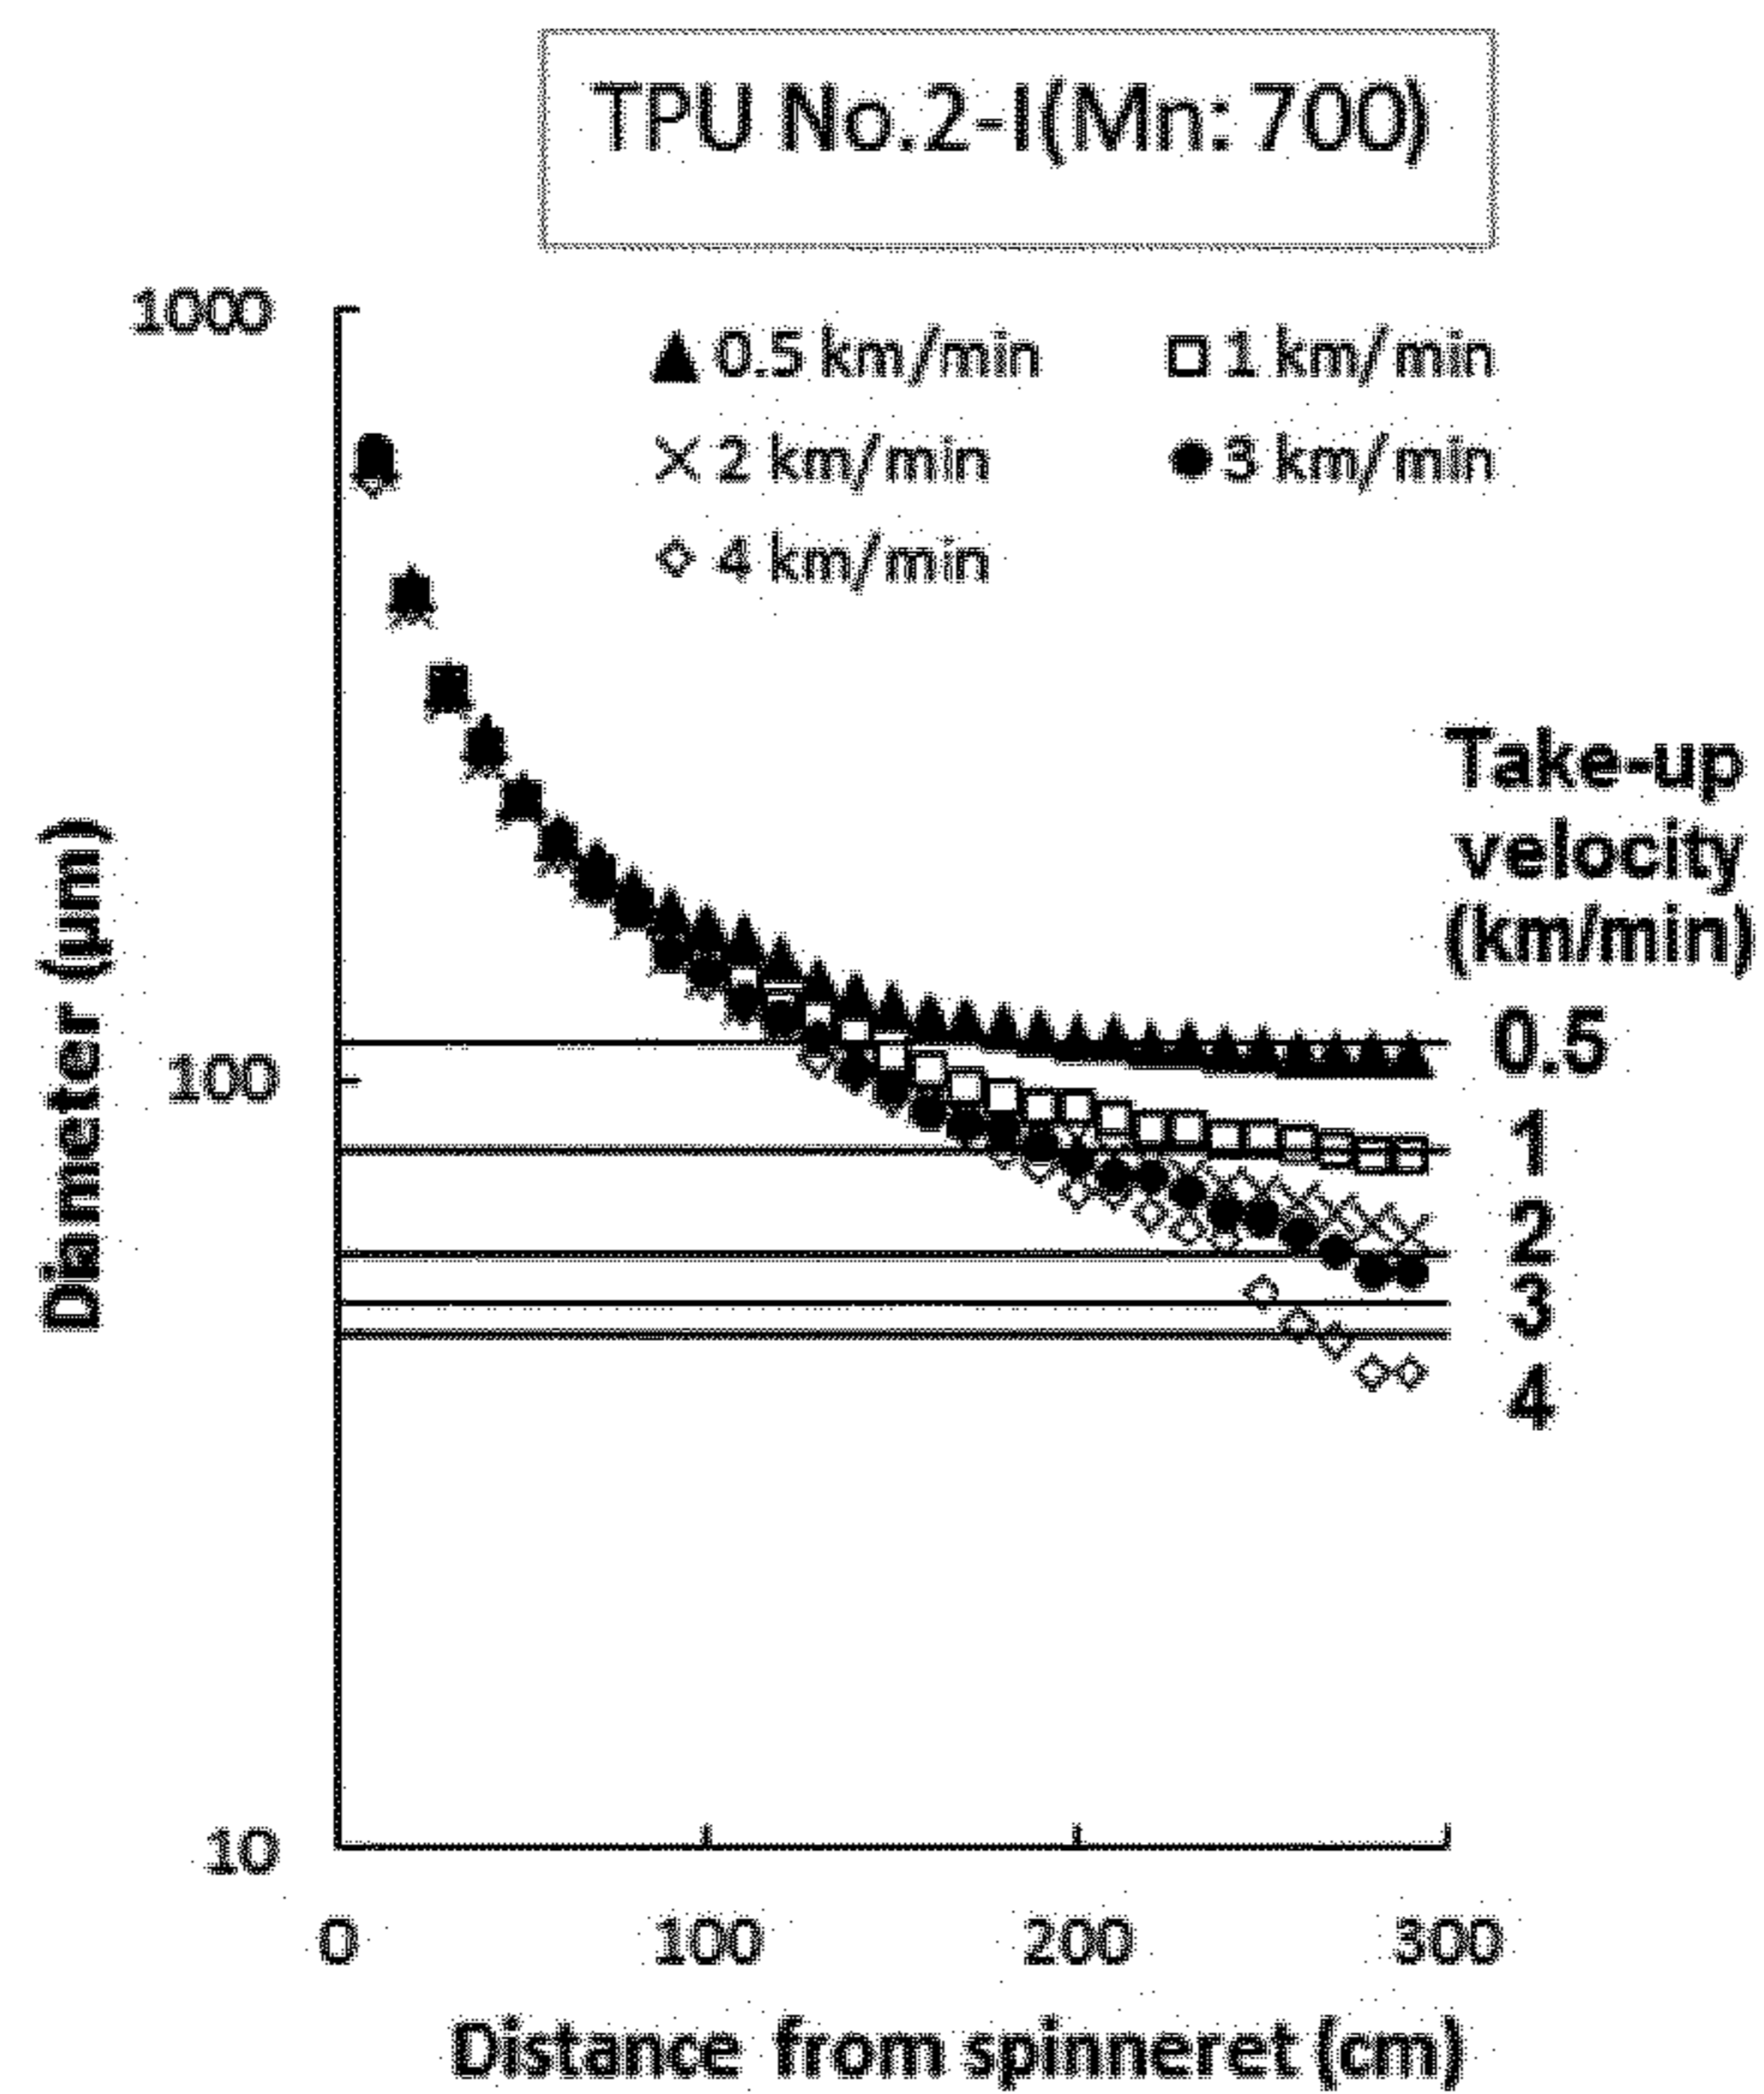 TPU No.2-I(Mn: 700)
1000
0.5 km/min
1 km/min
2 km/min
3 km/min
4 km/min
Take-up
velocity
(km/min)
Diameter (μm)
0.5
100
1
2
3
4
10
0
100
200
300
Distance from spinneret (cm)